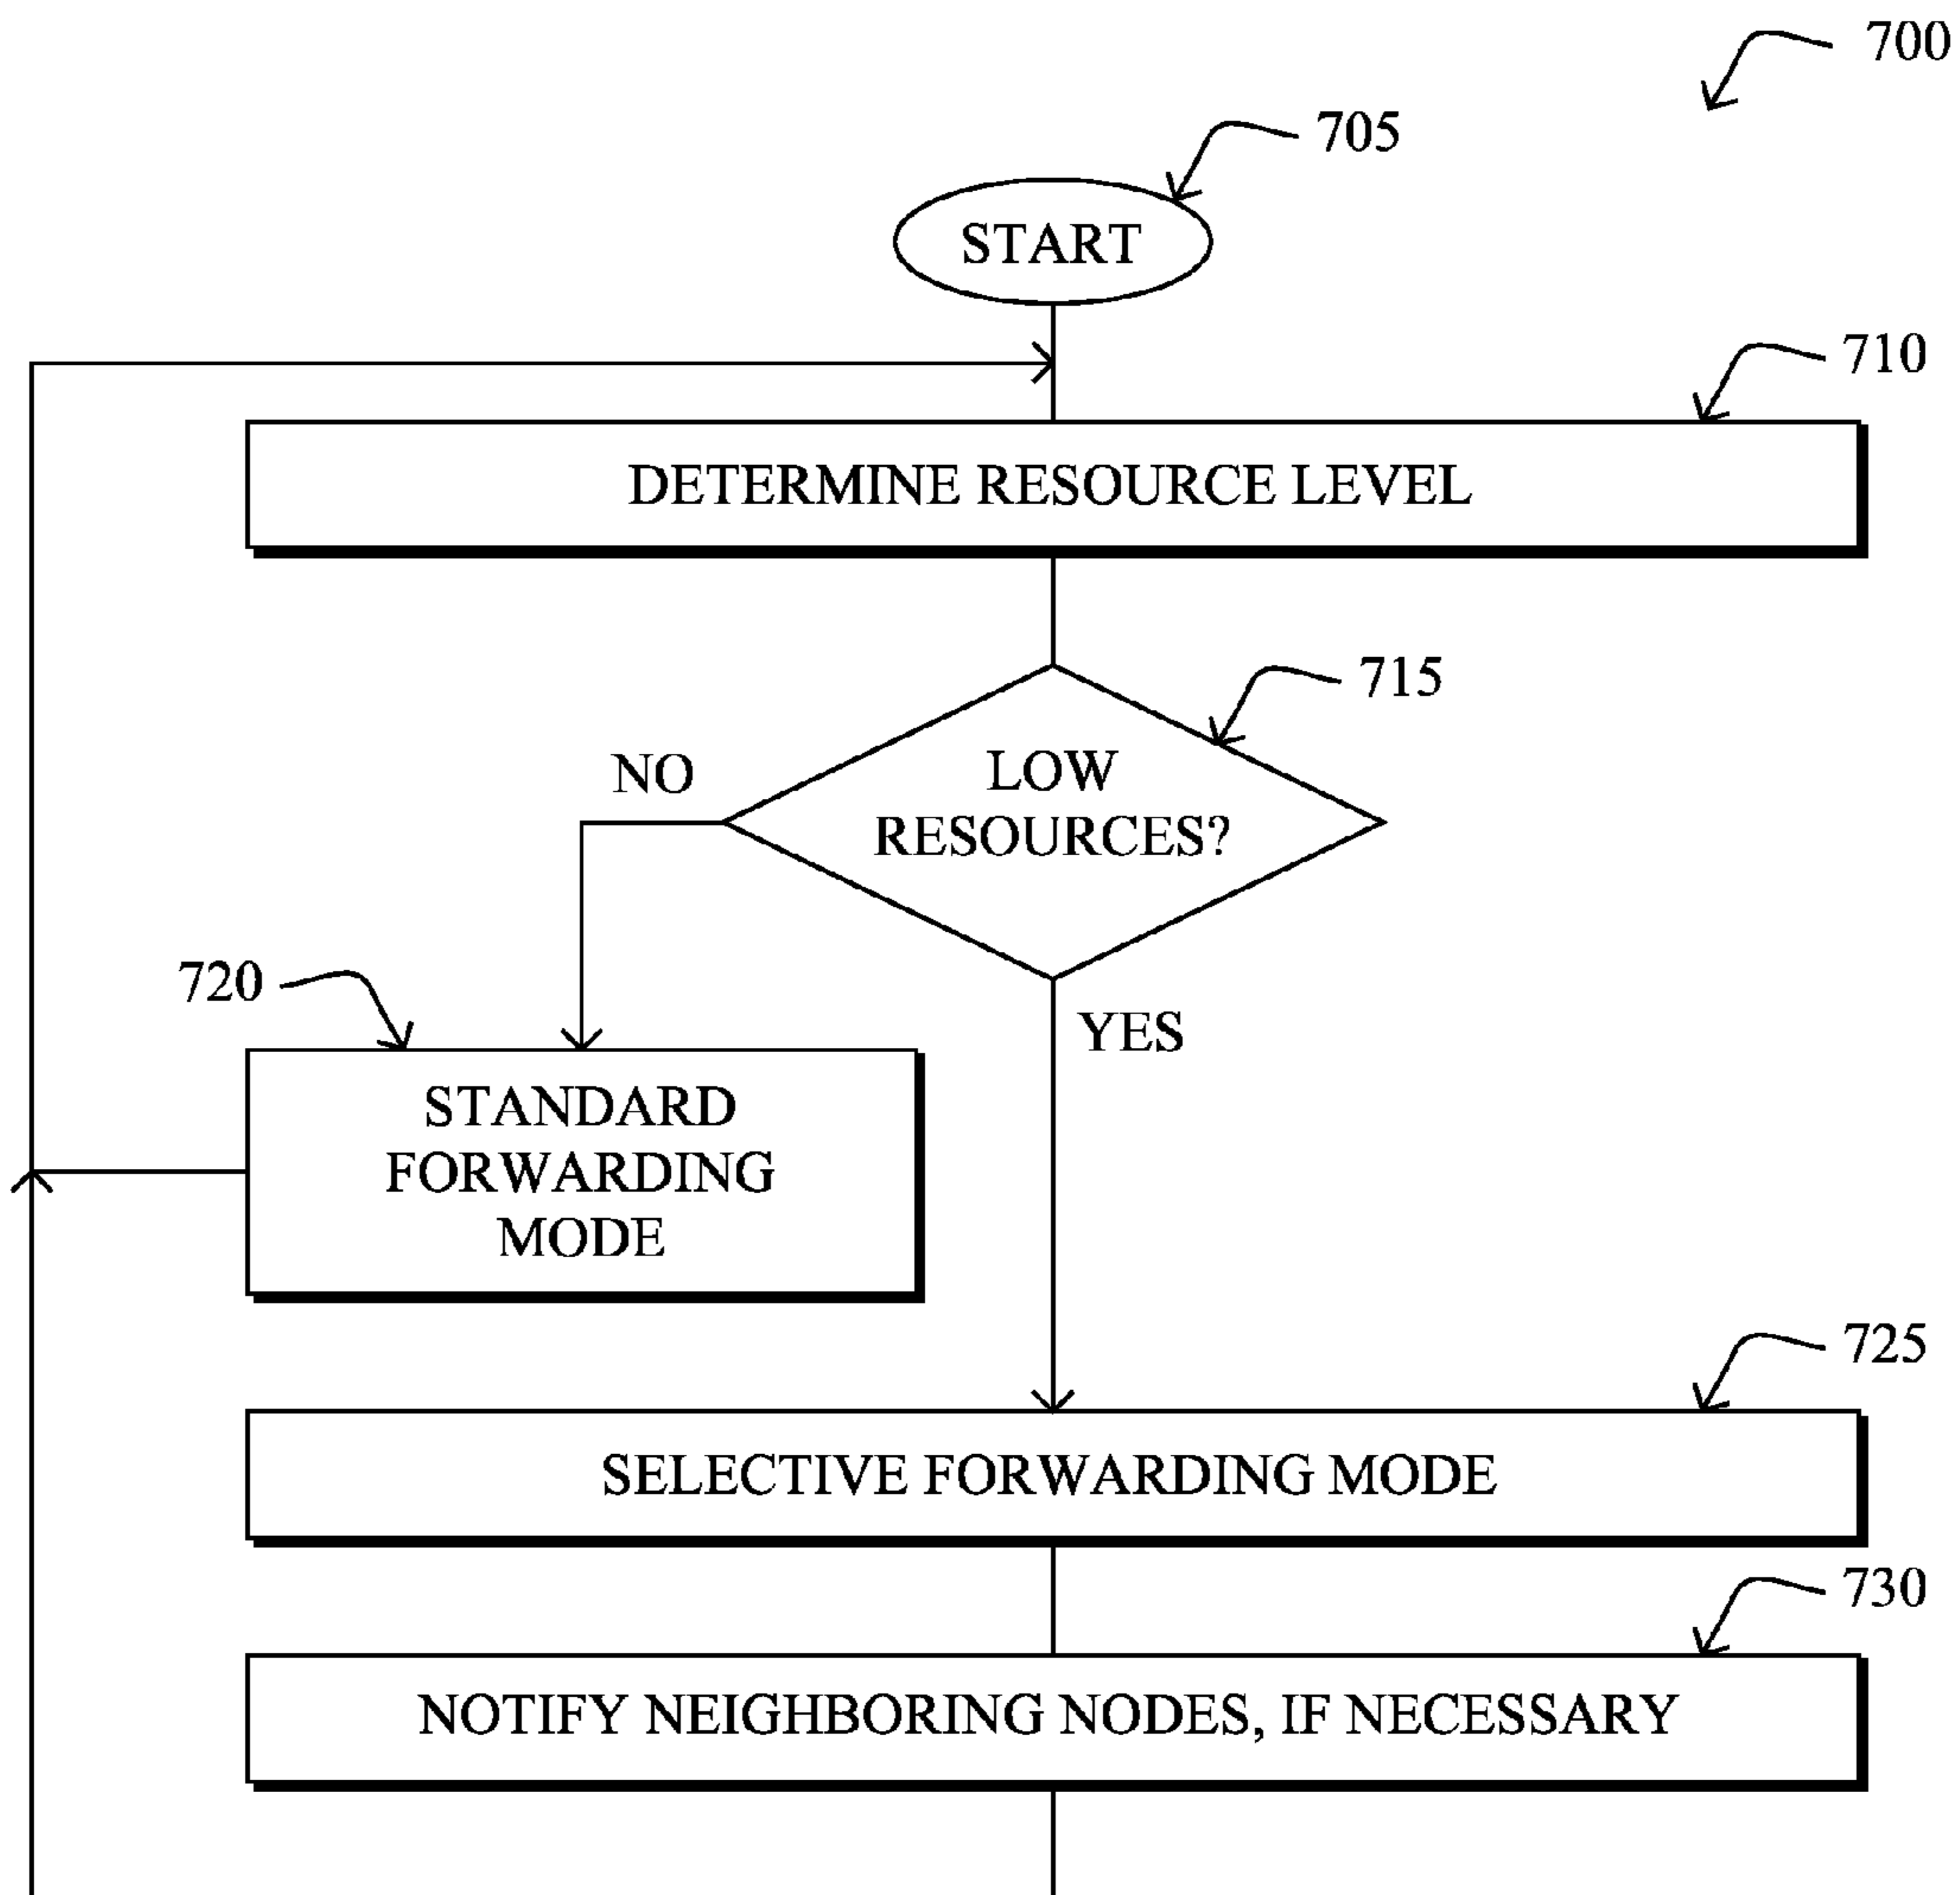 700
705
START
710
DETERMINE RESOURCE LEVEL
715
LOW
RESOURCES?
NO
720
YES
STANDARD
FORWARDING
MODE
725
SELECTIVE FORWARDING MODE
730
NOTIFY NEIGHBORING NODES, IF NECESSARY